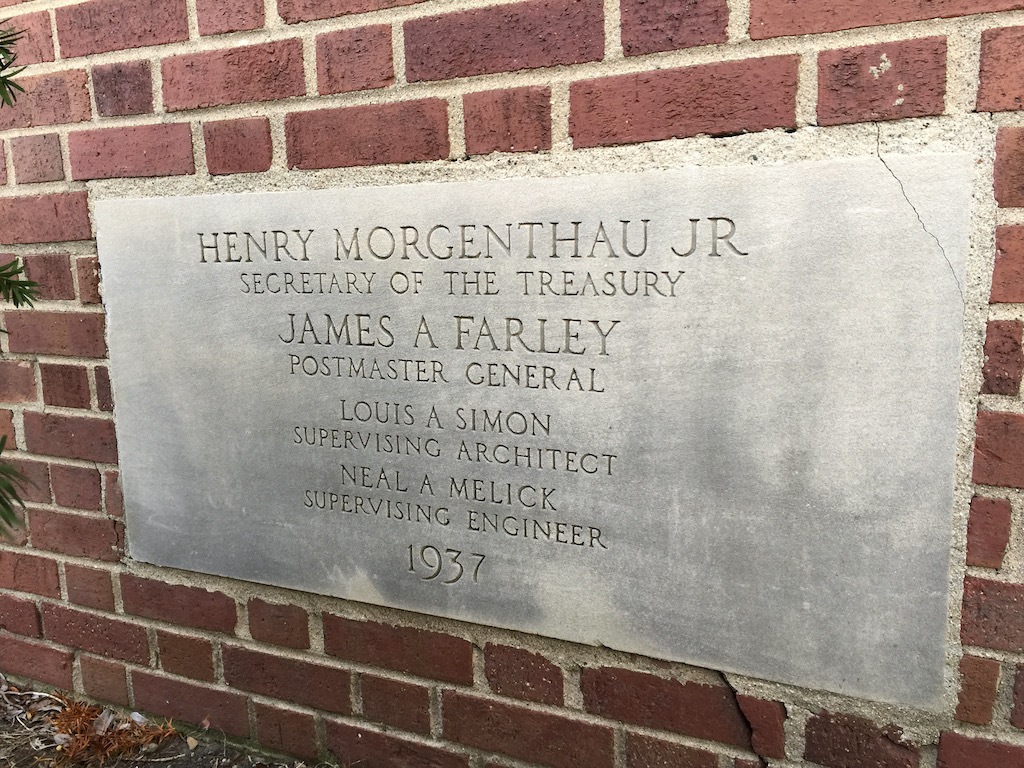 HENRY MORGENTHAU JR
SECRETARY OF THE TREASURY
JAMES A FARLEY
POSTMASTER GENERAL
LOUIS A SIMON
SUPERVISING ARCHITECT
NEAL A MELICK
SUPERVISING ENGINEER
1937